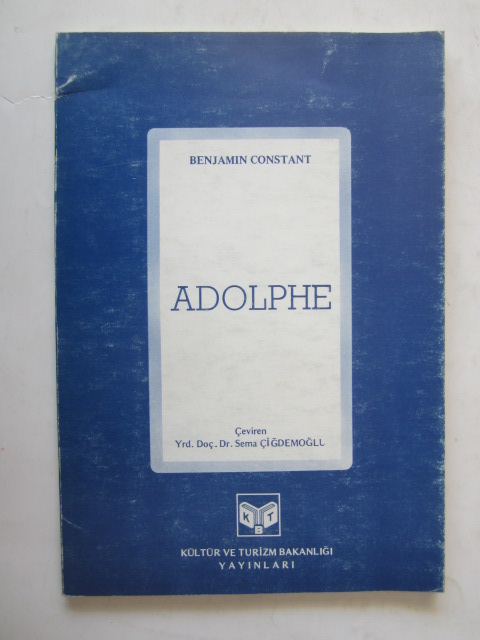 BENJAMIN CONSTANT
ADOLPHE
Çeviren
Yrd. Doç. Dr. Sema ÇİĞDEMOĞLU
K B T
KÜLTÜR VE TURİZM BAKANLIĞI
YAYINLARI